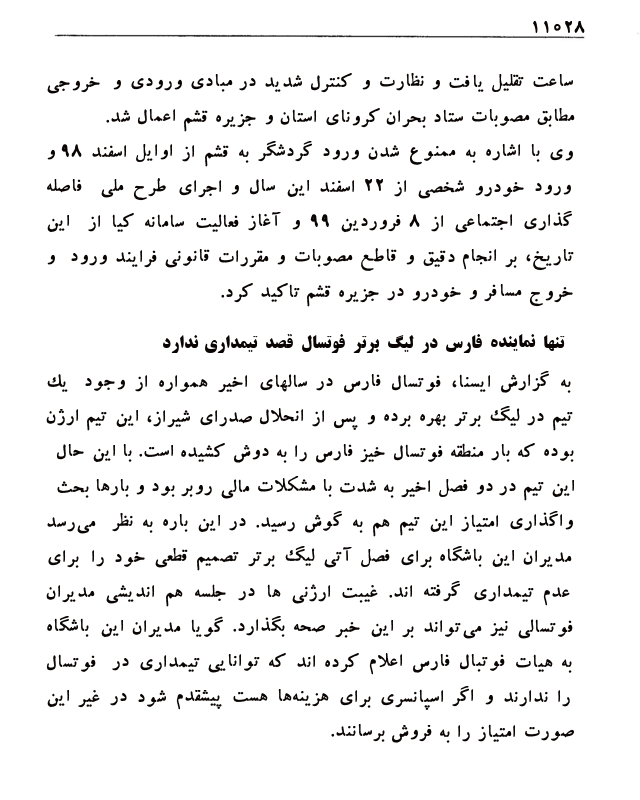 ۱۱۰۲۸
ساعت تقلیل یافت و نظارت و کنترل شدید در مبادی ورودی و خروجی
مطابق مصوبات ستاد بحران کرونای استان و جزیره قشم اعمال شد.
وی با اشاره به ممنوع شدن ورود گردشگر به قشم از اوایل اسفند ۹۸ و
ورود خودرو شخصی از ۲۲ اسفند این سال و اجرای طرح ملی فاصله
گذاری اجتماعی از ۸ فروردین ۹۹ و آغاز فعالیت سامانه کیا از این
تاریخ، بر انجام دقیق و قاطع مصوبات و مقررات قانونی فرایند ورود و
خروج مسافر و خودرو در جزیره قشم تاکید کرد.
تنها نماینده فارس در لیگ برتر فوتسال قصد تیمداری ندارد
به گزارش ایسنا، فوتسال فارس در سالهای اخیر همواره از وجود یك
تیم در لیگ برتر بهره برده و پس از انحلال صدرای شیراز، این تیم ارژن
بوده که بار منطقه فوتسال خیز فارس را به دوش کشیده است. با این حال
این تیم در دو فصل اخیر به شدت با مشکلات مالی روبر بود و بارها بحث
واگذاری امتیاز این تیم هم به گوش رسید. در این باره به نظر می‌رسد
مدیران این باشگاه برای فصل آتی لیگ برتر تصمیم قطعی خود را برای
عدم تیمداری گرفته اند. غیبت ارژنی ها در جلسه هم اندیشی مدیران
فوتسالی نیز می‌تواند بر این خبر صحه بگذارد. گویا مدیران این باشگاه
به هیات فوتبال فارس اعلام کرده اند که توانایی تیمداری در فوتسال
را ندارند و اگر اسپانسری برای هزینه‌ها هست پیشقدم شود در غیر این
صورت امتیاز را به فروش برسانند.